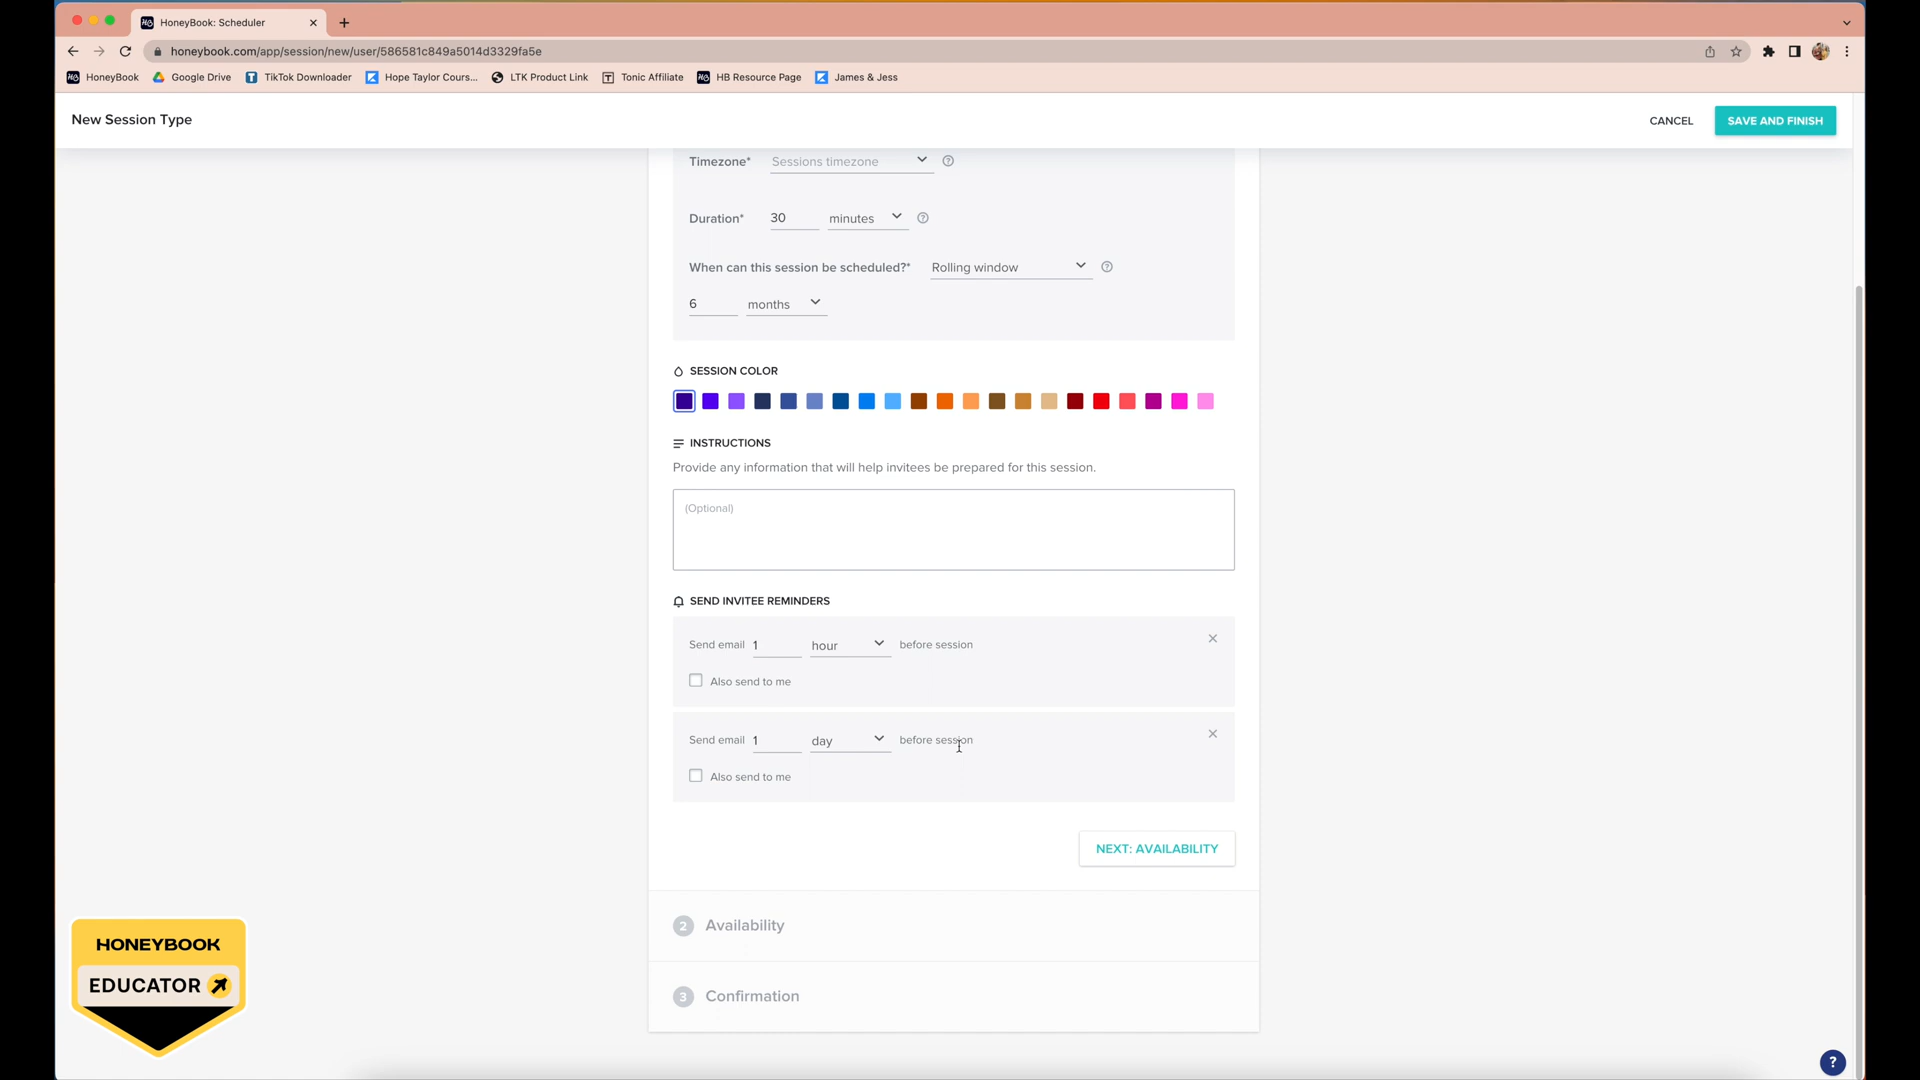 HoneyBook: Scheduler
honeybook.com/app/session/new/user/586581c849a5014d3329fa5e
HoneyBook Google Drive TikTok Downloader Hope Taylor Cours... LTK Product Link Tonic Affiliate HB Resource Page James & Jess
New Session Type CANCEL SAVE AND FINISH
Timezone* Sessions timezone
Duration* 30 minutes
When can this session be scheduled?* Rolling window
6 months
SESSION COLOR
INSTRUCTIONS
Provide any information that will help invitees be prepared for this session.
(Optional)
SEND INVITEE REMINDERS
Send email 1 hour before session
Also send to me
Send email 1 day before session
Also send to me
NEXT: AVAILABILITY
2 Availability
3 Confirmation
HONEYBOOK
EDUCATOR